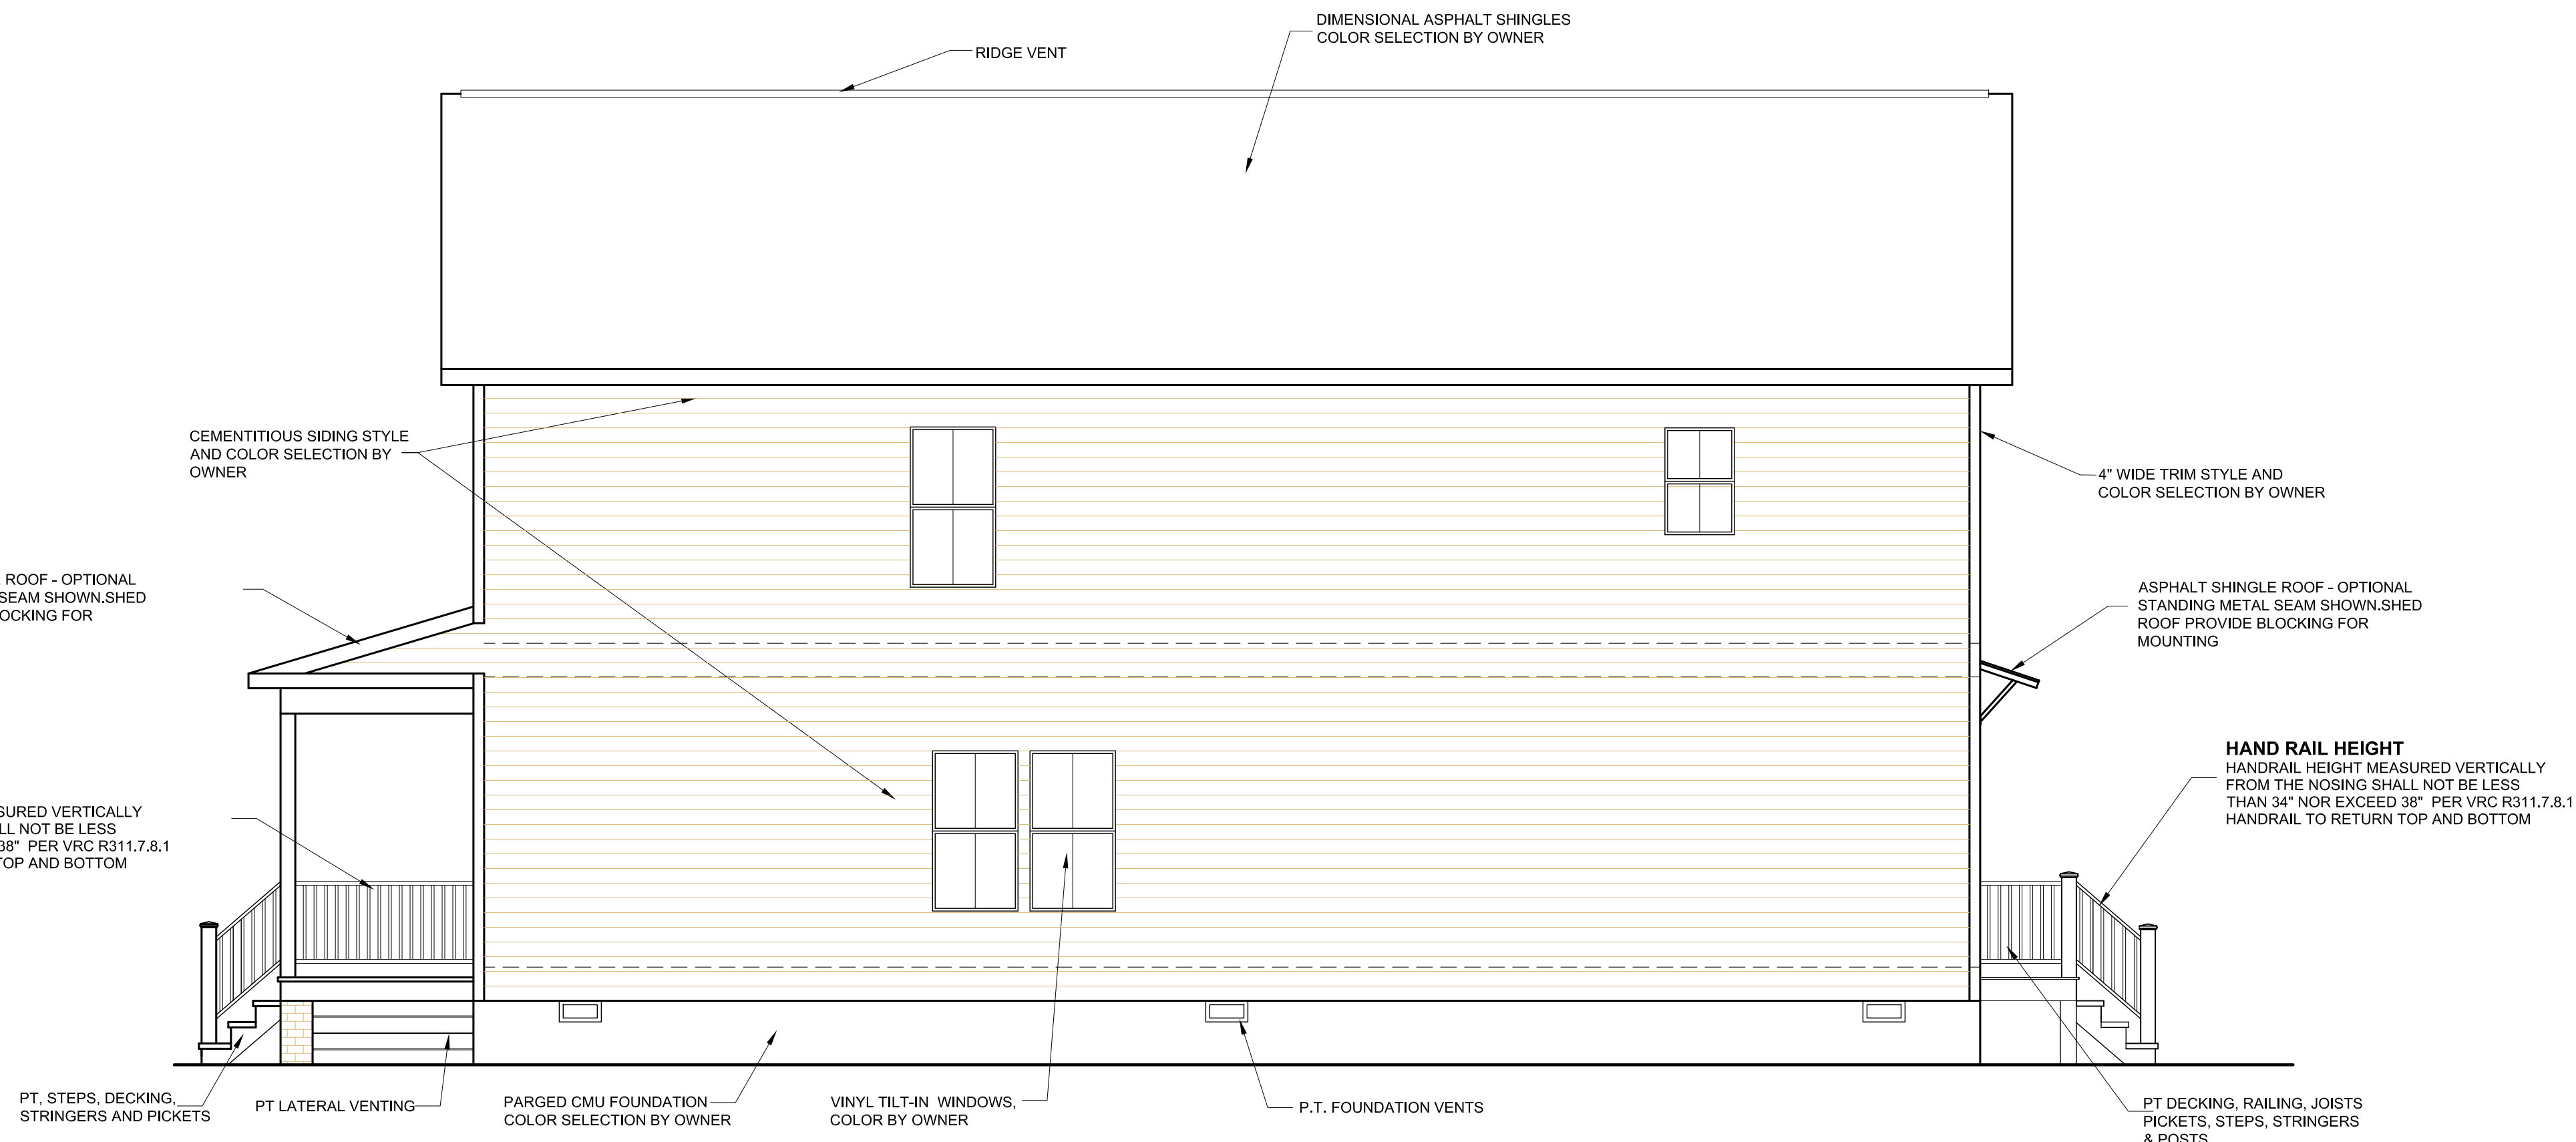 DIMENSIONAL ASPHALT SHINGLES
COLOR SELECTION BY OWNER
RIDGE VENT
CEMENTITIOUS SIDING STYLE
AND COLOR SELECTION BY
OWNER
4" WIDE TRIM STYLE AND
COLOR SELECTION BY OWNER
ROOF - OPTIONAL
SEAM SHOWN.SHED
FOR
ASPHALT SHINGLE ROOF - OPTIONAL
STANDING METAL SEAM SHOWN.SHED
ROOF PROVIDE BLOCKING FOR
MOUNTING
HAND RAIL HEIGHT
HANDRAIL HEIGHT MEASURED VERTICALLY
FROM THE NOSING SHALL NOT BE LESS
THAN 34" NOR EXCEED 38" PER VRC R311.7.8.1
HANDRAIL TO RETURN TOP AND BOTTOM
VERTICALLY
NOT BE LESS
38" PER VRC R311.7.8.1
TOP AND BOTTOM
PT, STEPS, DECKING,
STRINGERS AND PICKETS
PT LATERAL VENTING
PARGED CMU FOUNDATION
COLOR SELECTION BY OWNER
VINYL TILT-IN WINDOWS,
COLOR BY OWNER
P.T. FOUNDATION VENTS
PT DECKING, RAILING, JOISTS
PICKETS, STEPS, STRINGERS
& POSTS